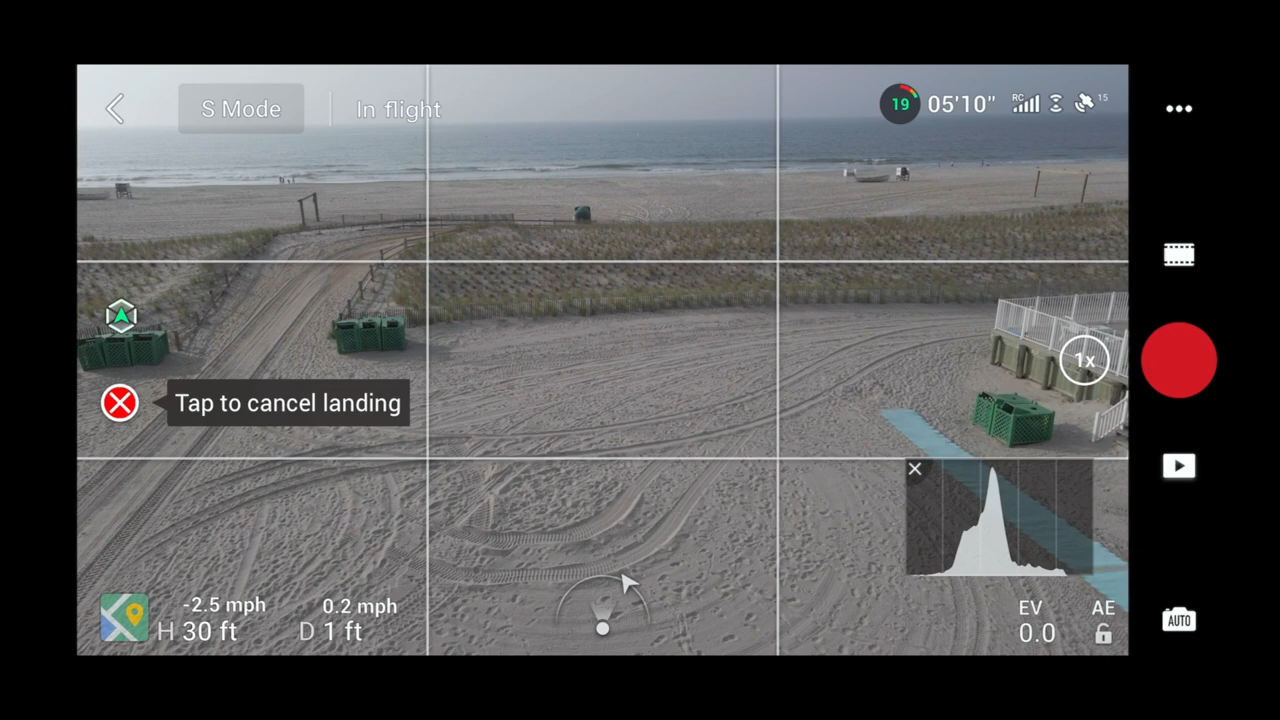 S Mode
In flight
19
05'10"
RC
15
1x
Tap to cancel landing
-2.5 mph
0.2 mph
H 30 ft
D 1 ft
EV
AE
0.0
AUTO